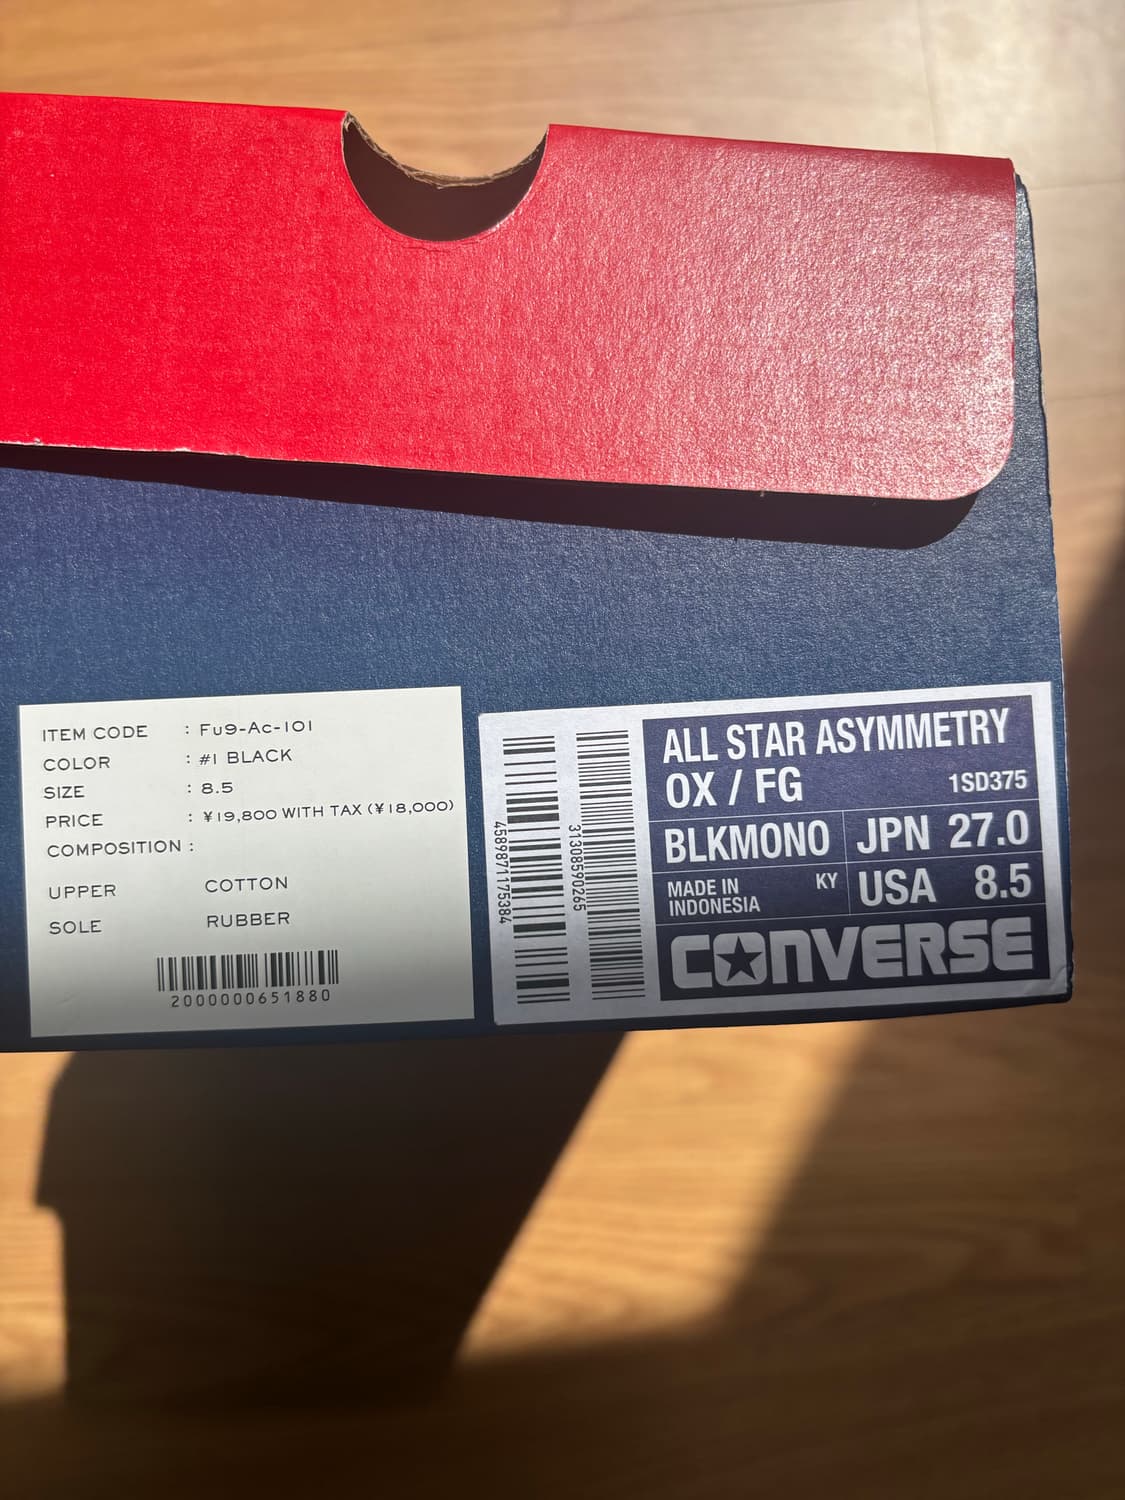 ITEM CODE : Fu9-Ac-101
COLOR : #1 BLACK
SIZE : 8.5
PRICE : ¥19,800 WITH TAX (¥18,000)
COMPOSITION :
UPPER COTTON
SOLE RUBBER
2000000651880
4589871175384
31308590265
ALL STAR ASYMMETRY
OX / FG 1SD375
BLKMONO JPN 27.0
MADE IN INDONESIA KY USA 8.5
CONVERSE